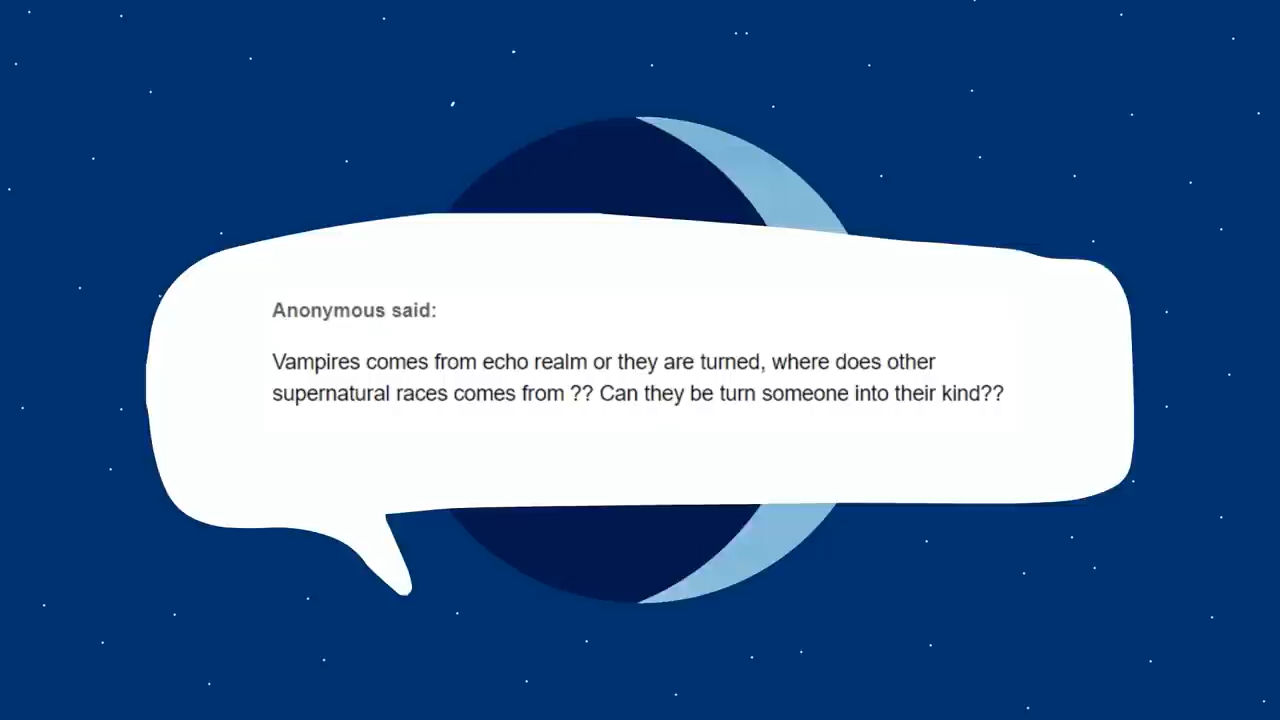 Anonymous said:
Vampires comes from echo realm or they are turned, where does other
supernatural races comes from ?? Can they be turn someone into their kind??